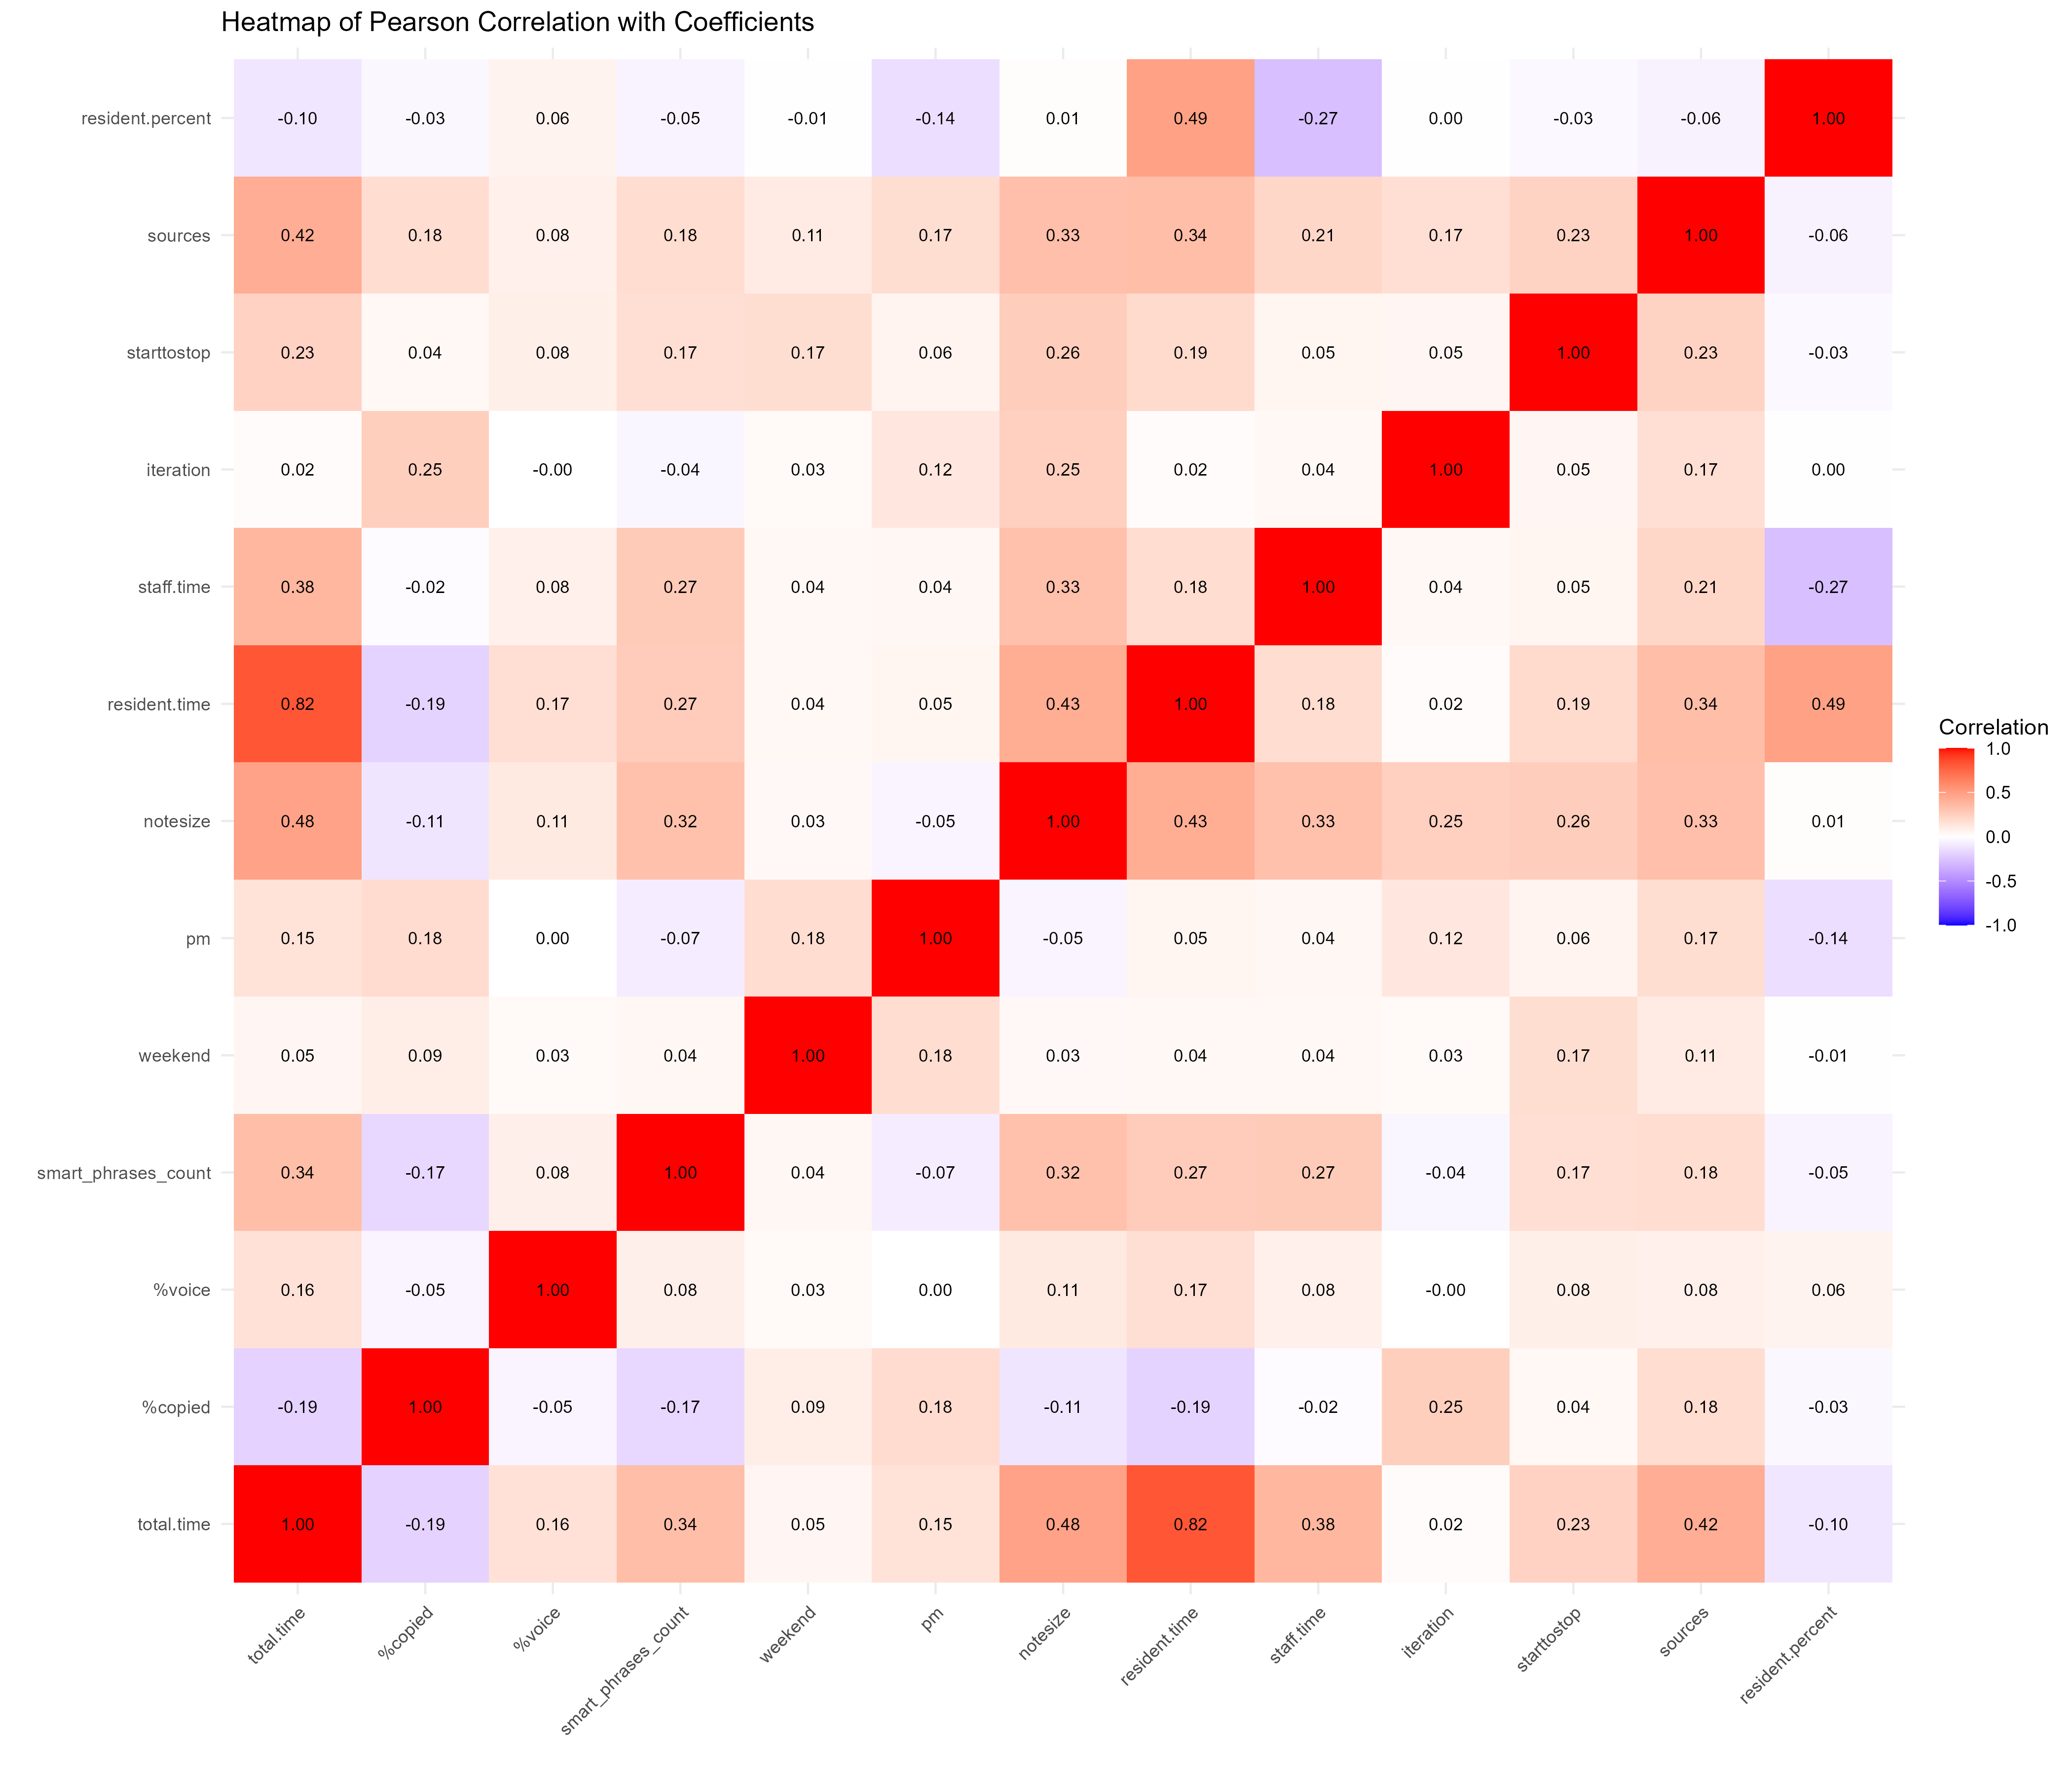 Heatmap of Pearson Correlation with Coefficients
resident.percent -0.10 -0.03 0.06 -0.05 -0.01 -0.14 0.01 0.49 -0.27 0.00 -0.03 -0.06 1.00
sources 0.42 0.18 0.08 0.18 0.11 0.17 0.33 0.34 0.21 0.17 0.23 1.00 -0.06
starttostop 0.23 0.04 0.08 0.17 0.17 0.06 0.26 0.19 0.05 0.05 1.00 0.23 -0.03
iteration 0.02 0.25 -0.00 -0.04 0.03 0.12 0.25 0.02 0.04 1.00 0.05 0.17 0.00
staff.time 0.38 -0.02 0.08 0.27 0.04 0.04 0.33 0.18 1.00 0.04 0.05 0.21 -0.27
resident.time 0.82 -0.19 0.17 0.27 0.04 0.05 0.43 1.00 0.18 0.02 0.19 0.34 0.49
notesize 0.48 -0.11 0.11 0.32 0.03 -0.05 1.00 0.43 0.33 0.25 0.26 0.33 0.01
pm 0.15 0.18 0.00 -0.07 0.18 1.00 -0.05 0.05 0.04 0.12 0.06 0.17 -0.14
weekend 0.05 0.09 0.03 0.04 1.00 0.18 0.03 0.04 0.04 0.03 0.17 0.11 -0.01
smart_phrases_count 0.34 -0.17 0.08 1.00 0.04 -0.07 0.32 0.27 0.27 -0.04 0.17 0.18 -0.05
%voice 0.16 -0.05 1.00 0.08 0.03 0.00 0.11 0.17 0.08 -0.00 0.08 0.08 0.06
%copied -0.19 1.00 -0.05 -0.17 0.09 0.18 -0.11 -0.19 -0.02 0.25 0.04 0.18 -0.03
total.time 1.00 -0.19 0.16 0.34 0.05 0.15 0.48 0.82 0.38 0.02 0.23 0.42 -0.10
total.time %copied %voice smart_phrases_count weekend pm notesize resident.time staff.time iteration starttostop sources resident.percent
Correlation
1.0
0.5
0.0
-0.5
-1.0